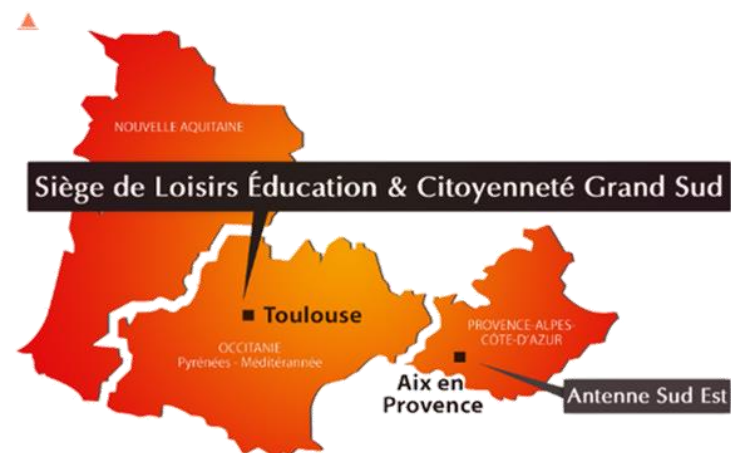 NOUVELLE AQUITAINE
Siège de Loisirs Éducation & Citoyenneté Grand Sud
Toulouse
OCCITANIE
Pyrénées - Méditérannée
PROVENCE-ALPES-
CÔTE-D'AZUR
Aix en
Provence
Antenne Sud Est